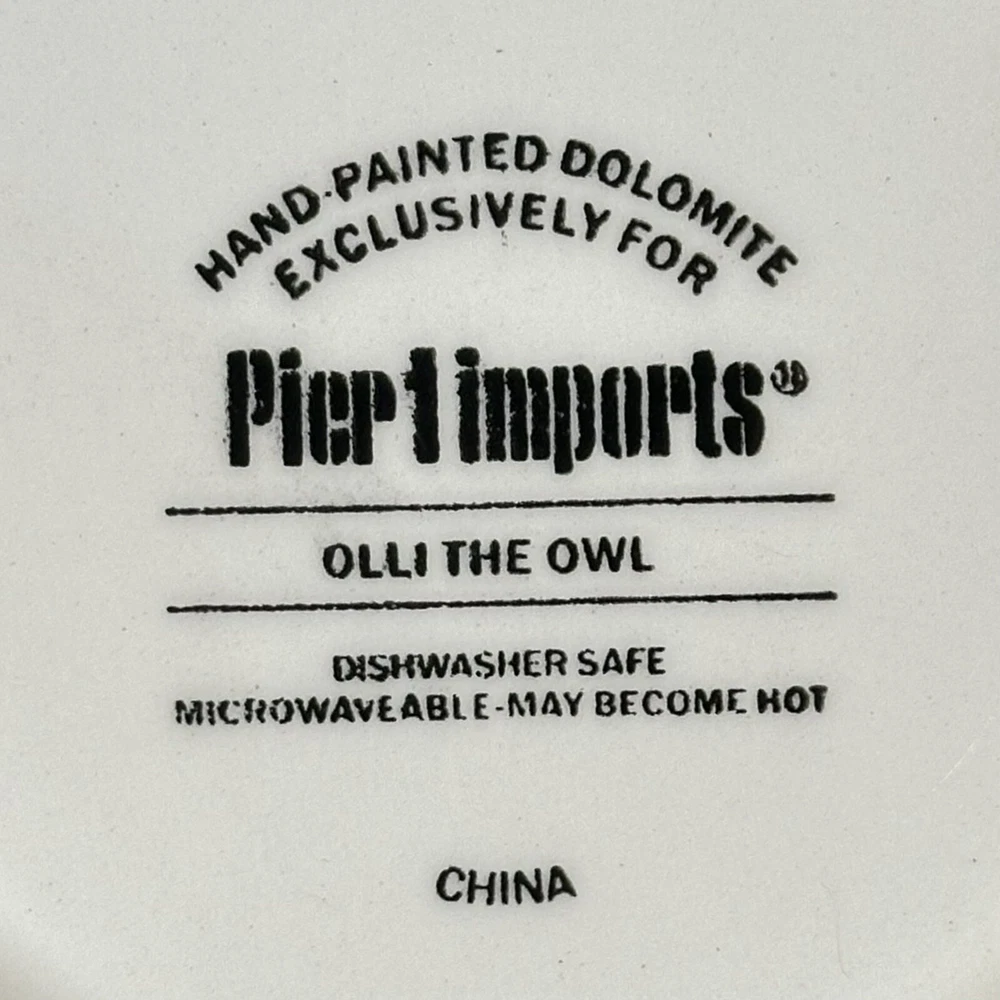 HAND-PAINTED DOLOMITE
EXCLUSIVELY FOR
Pier 1 imports®
OLLI THE OWL
DISHWASHER SAFE
MICROWAVEABLE-MAY BECOME HOT
CHINA